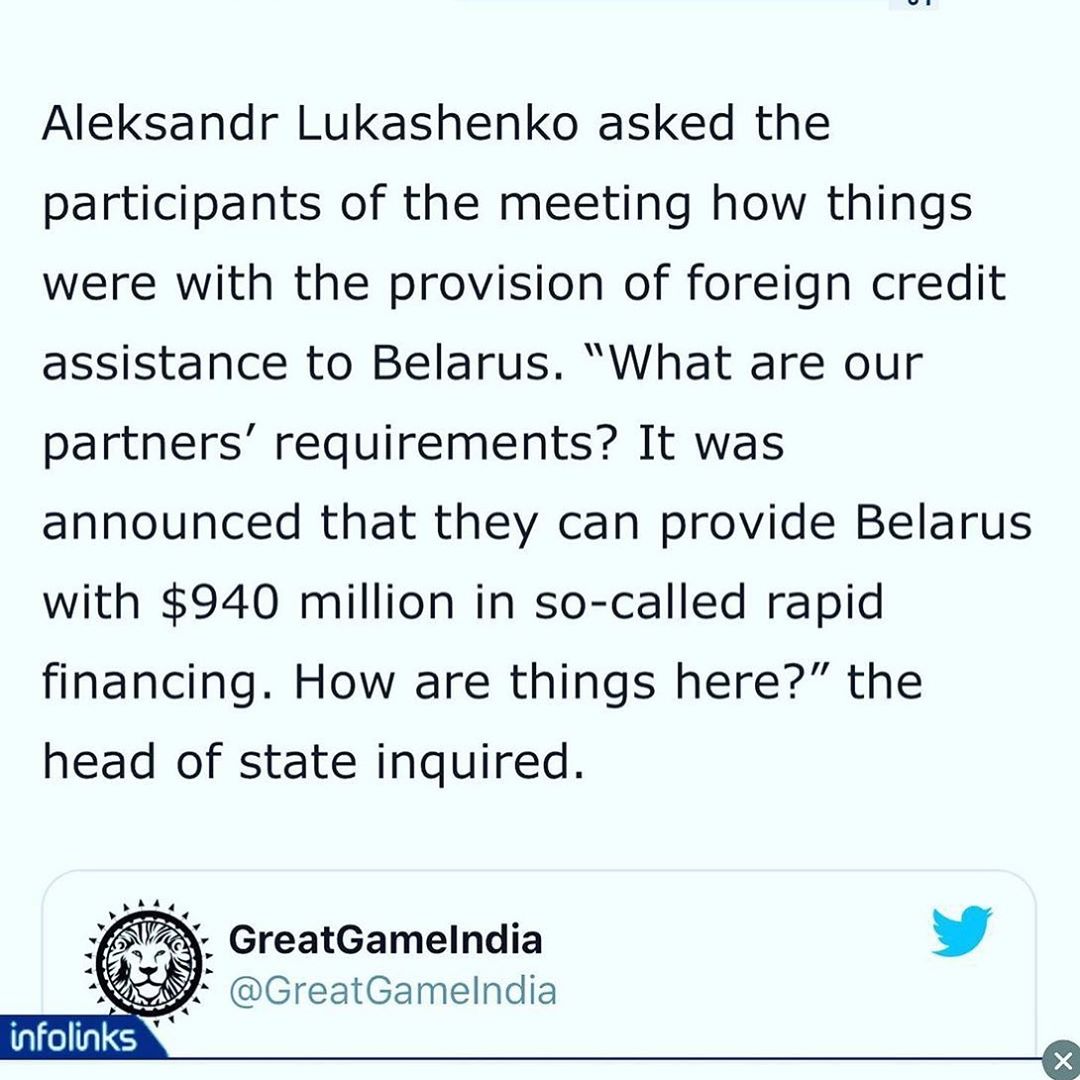 Aleksandr Lukashenko asked the
participants of the meeting how things
were with the provision of foreign credit
assistance to Belarus. “What are our
partners’ requirements? It was
announced that they can provide Belarus
with $940 million in so-called rapid
financing. How are things here?” the
head of state inquired.
GreatGameIndia
@GreatGameIndia
infolinks